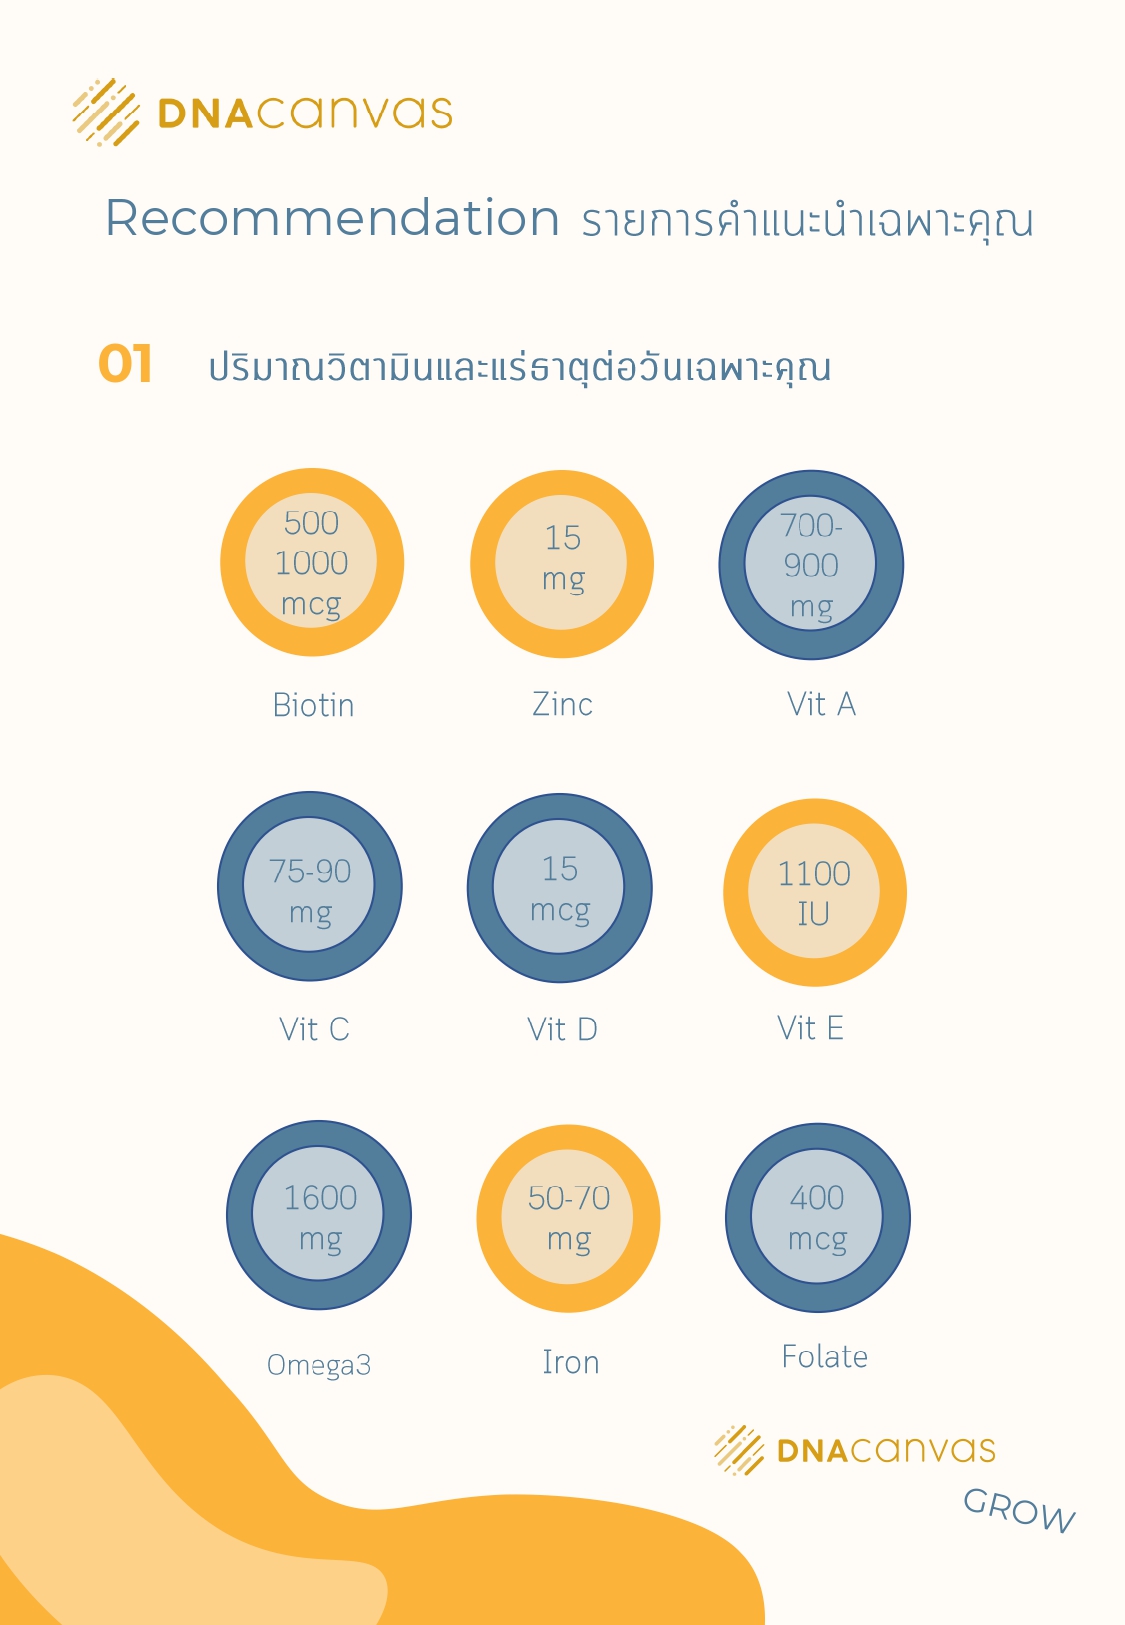 DNAcanvas
Recommendation รายการคำแนะนำเฉพาะคุณ
01 ปริมาณวิตามินและแร่ธาตุต่อวันเฉพาะคุณ
500
1000
mcg
Biotin
15
mg
Zinc
700-
900
mg
Vit A
75-90
mg
Vit C
15
mcg
Vit D
1100
IU
Vit E
1600
mg
Omega3
50-70
mg
Iron
400
mcg
Folate
DNAcanvas
GROW